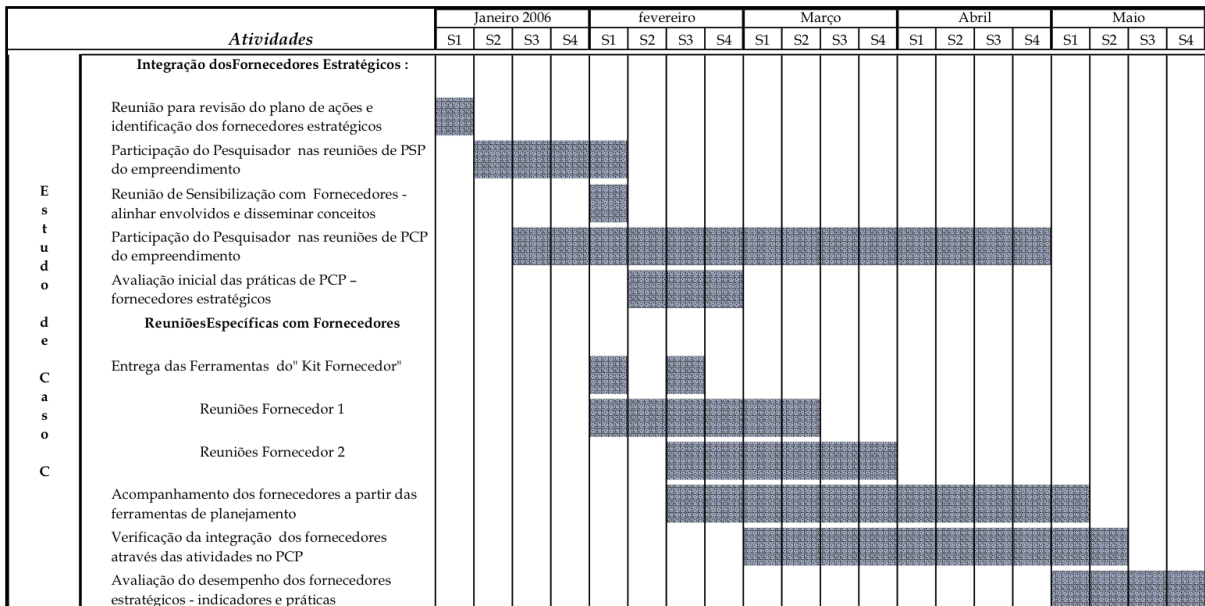 Janeiro 2006 fevereiro Março Abril Maio
Atividades S1 S2 S3 S4 S1 S2 S3 S4 S1 S2 S3 S4 S1 S2 S3 S4 S1 S2 S3 S4
Estudo de Caso C
Integração dosFornecedores Estratégicos :
Reunião para revisão do plano de ações e
identificação dos fornecedores estratégicos
Participação do Pesquisador nas reuniões de PSP
do empreendimento
Reunião de Sensibilização com Fornecedores -
alinhar envolvidos e disseminar conceitos
Participação do Pesquisador nas reuniões de PCP
do empreendimento
Avaliação inicial das práticas de PCP –
fornecedores estratégicos
ReuniõesEspecíficas com Fornecedores
Entrega das Ferramentas do" Kit Fornecedor"
Reuniões Fornecedor 1
Reuniões Fornecedor 2
Acompanhamento dos fornecedores a partir das
ferramentas de planejamento
Verificação da integração dos fornecedores
através das atividades no PCP
Avaliação do desempenho dos fornecedores
estratégicos - indicadores e práticas